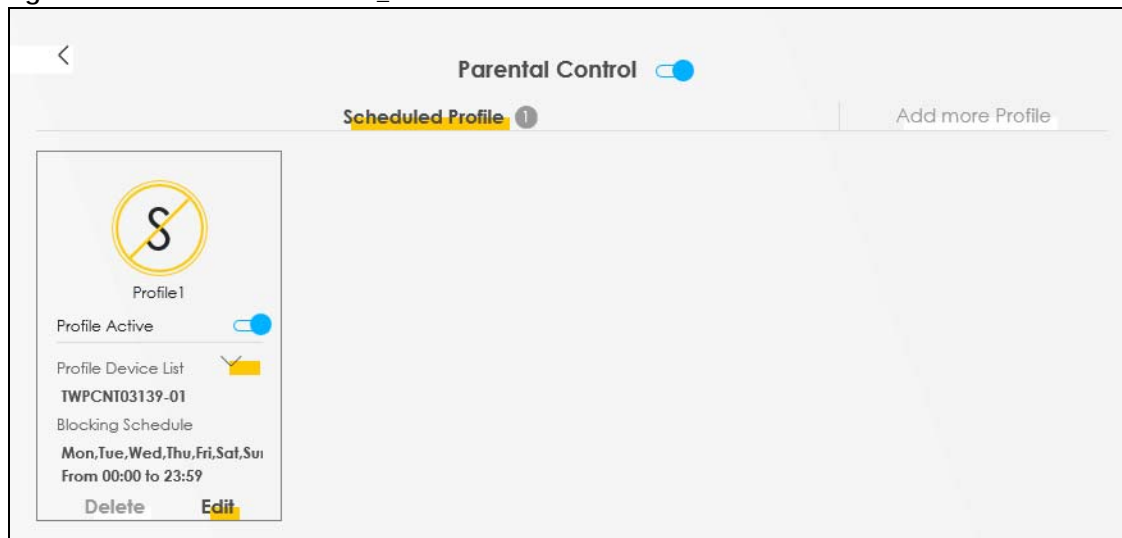 Parental Control
Scheduled Profile 1
Add more Profile
S
Profile1
Profile Active
Profile Device List
TWPCNT03139-01
Blocking Schedule
Mon,Tue,Wed,Thu,Fri,Sat,Su
From 00:00 to 23:59
Delete Edit